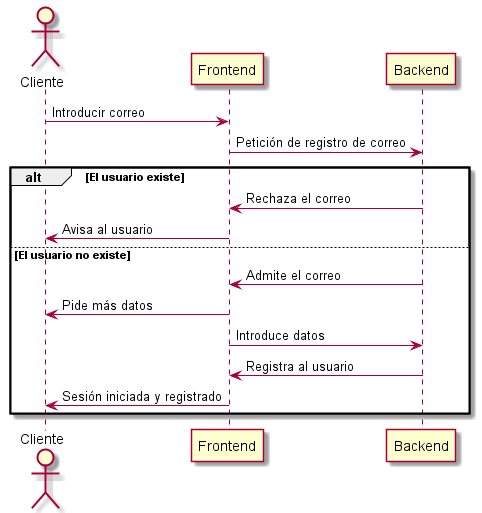 Cliente
Frontend
Backend
Introducir correo
Petición de registro de correo
alt [El usuario existe]
Rechaza el correo
Avisa al usuario
[El usuario no existe]
Admite el correo
Pide más datos
Introduce datos
Registra al usuario
Sesión iniciada y registrado
Cliente
Frontend
Backend